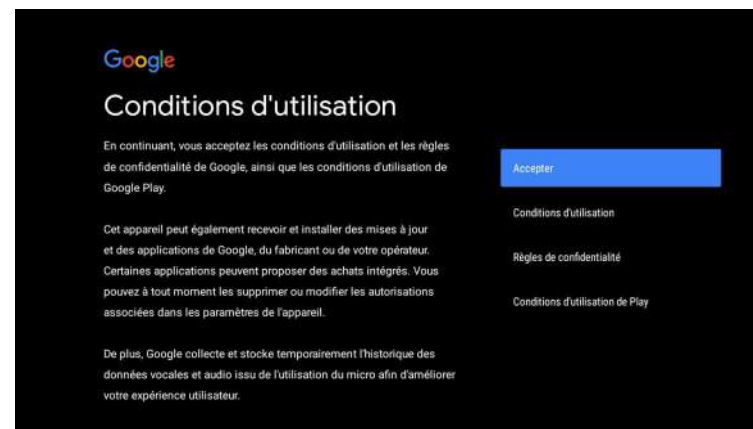 Google
Conditions d'utilisation
En continuant, vous acceptez les conditions d'utilisation et les règles
de confidentialité de Google, ainsi que les conditions d'utilisation de
Google Play.
Cet appareil peut également recevoir et installer des mises à jour
et des applications de Google, du fabricant ou de votre opérateur.
Certaines applications peuvent proposer des achats intégrés. Vous
pouvez à tout moment les supprimer ou modifier les autorisations
associées dans les paramètres de l'appareil.
De plus, Google collecte et stocke temporairement l'historique des
données vocales et audio issu de l'utilisation du micro afin d'améliorer
votre expérience utilisateur.
Accepter
Conditions d'utilisation
Règles de confidentialité
Conditions d'utilisation de Play